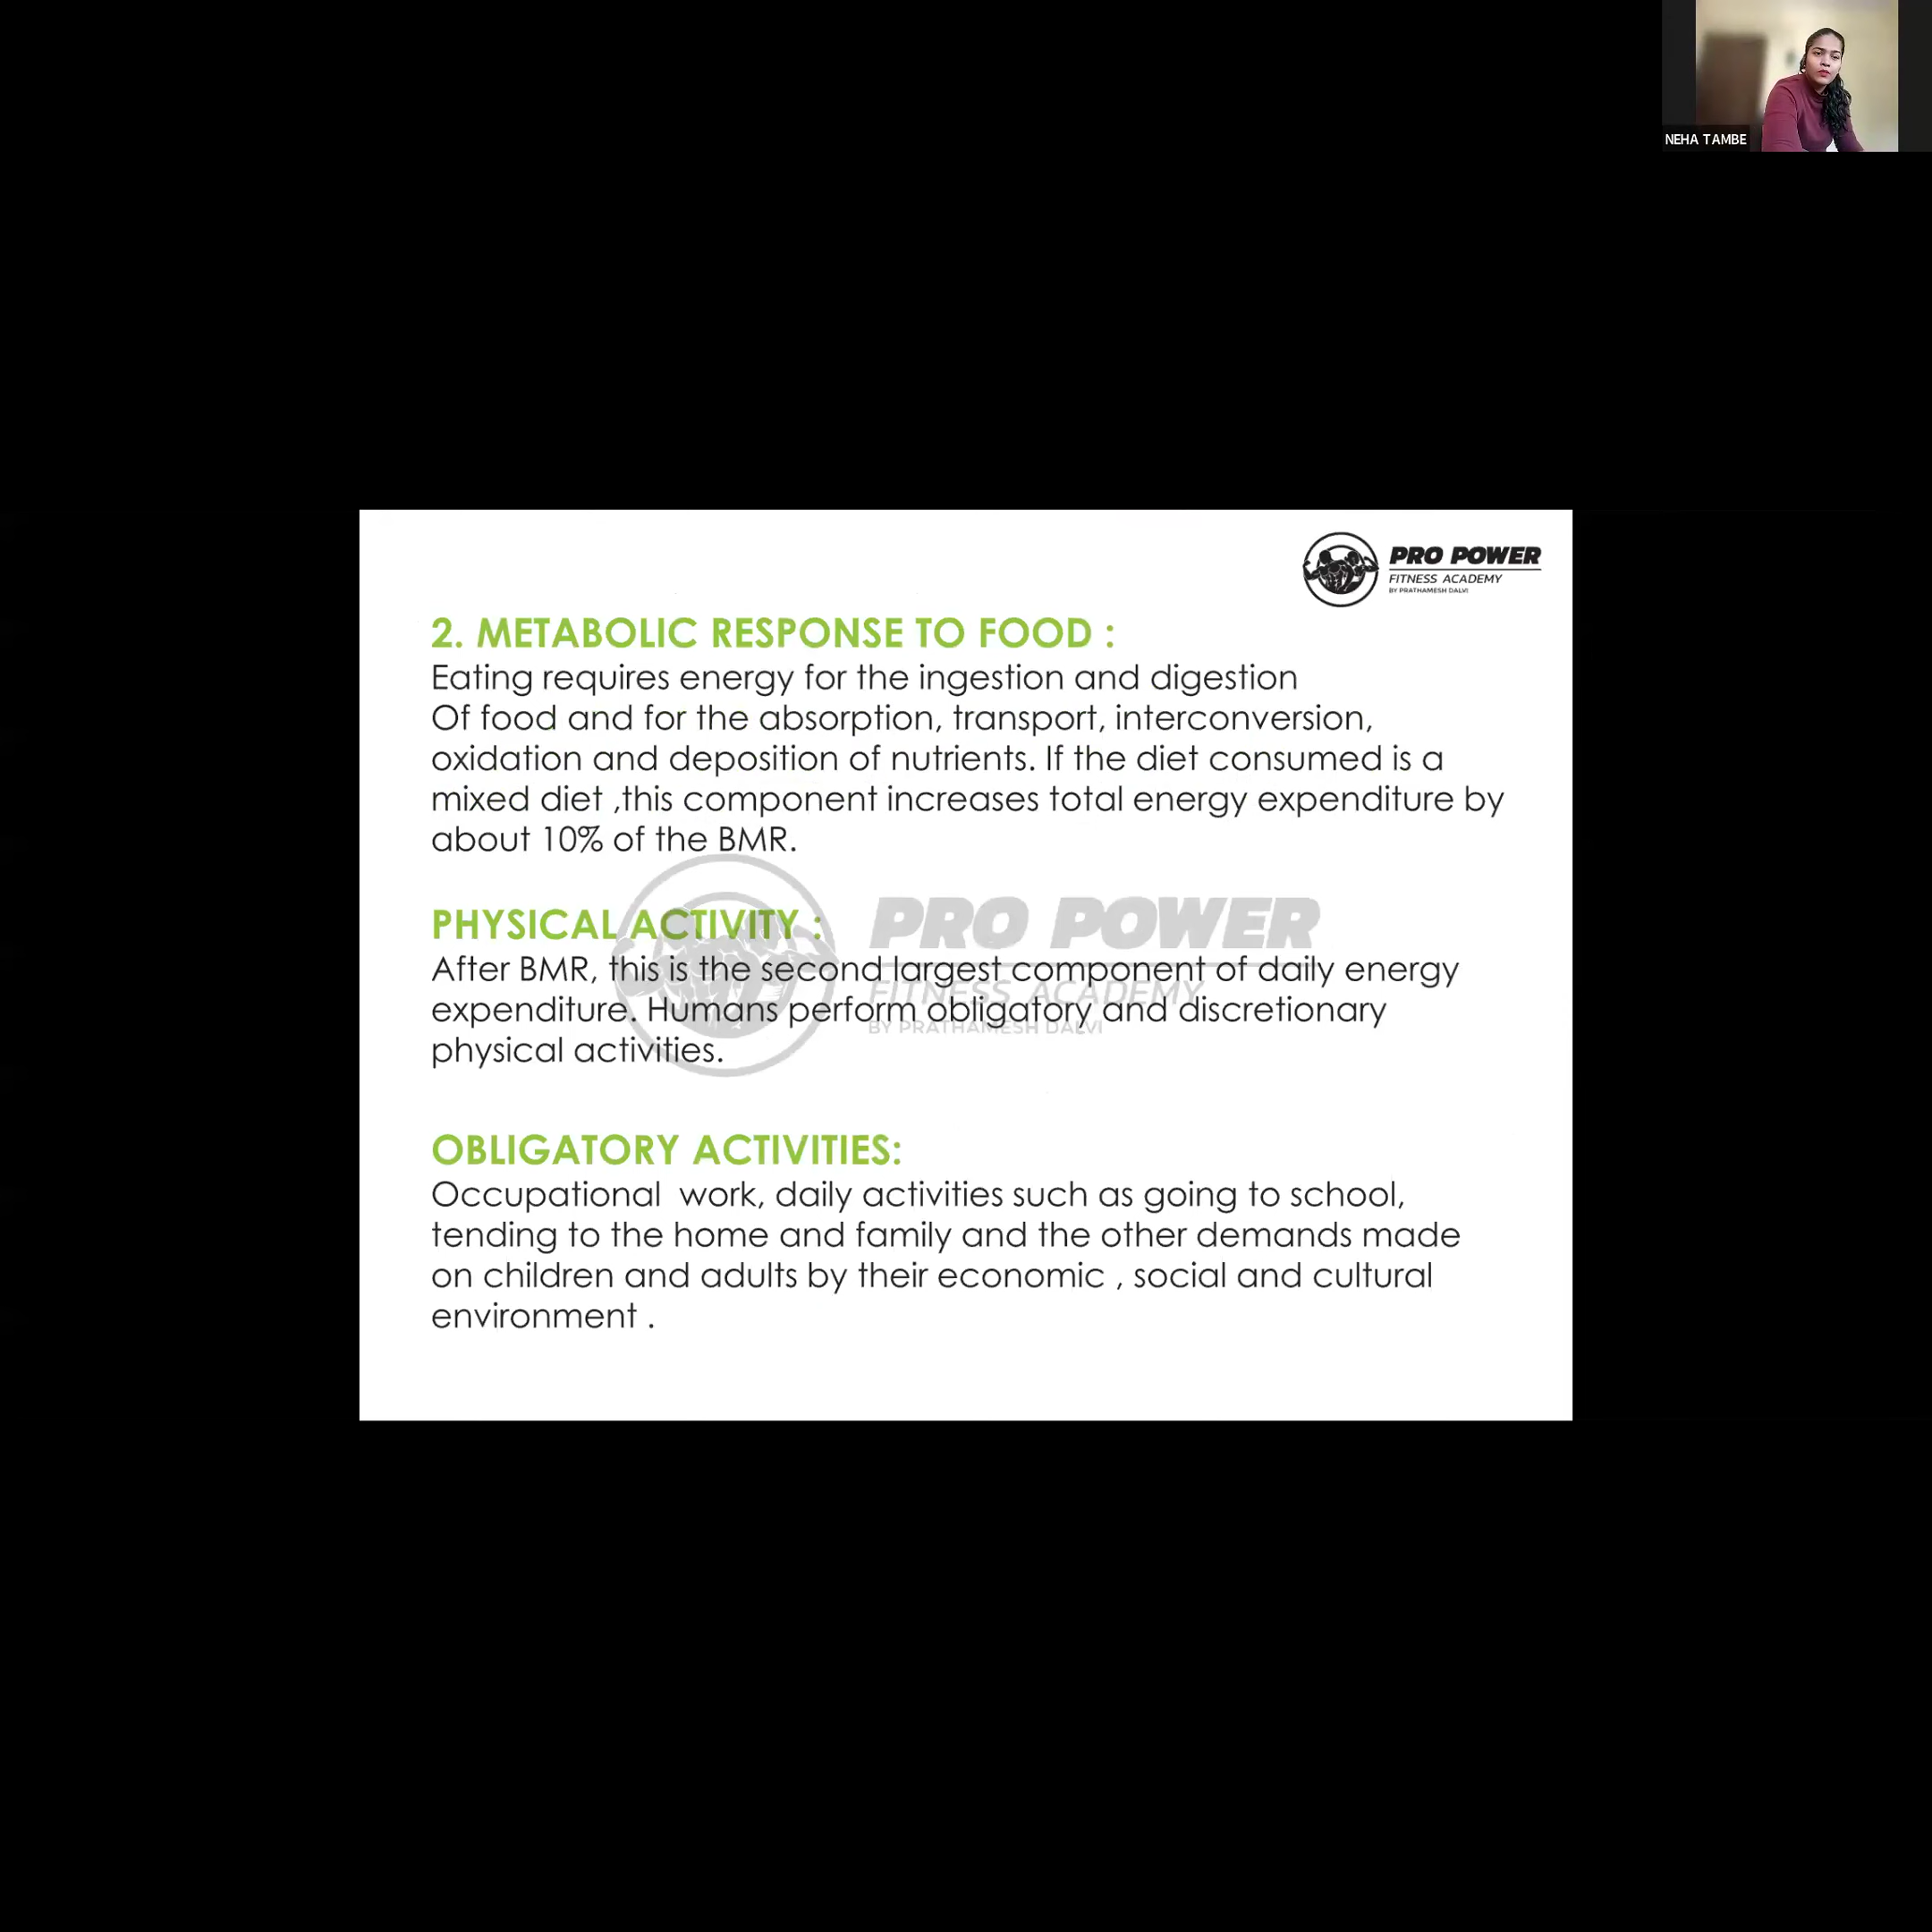 NEHA TAMBE
PRO POWER
FITNESS ACADEMY
BY PRATHAMESH DALVI
2. METABOLIC RESPONSE TO FOOD :
Eating requires energy for the ingestion and digestion
Of food and for the absorption, transport, interconversion,
oxidation and deposition of nutrients. If the diet consumed is a
mixed diet ,this component increases total energy expenditure by
about 10% of the BMR.
PHYSICAL ACTIVITY :
After BMR, this is the second largest component of daily energy
expenditure. Humans perform obligatory and discretionary
physical activities.
PRO POWER
FITNESS ACADEMY
BY PRATHAMESH DALVI
OBLIGATORY ACTIVITIES:
Occupational  work, daily activities such as going to school,
tending to the home and family and the other demands made
on children and adults by their economic , social and cultural
environment .